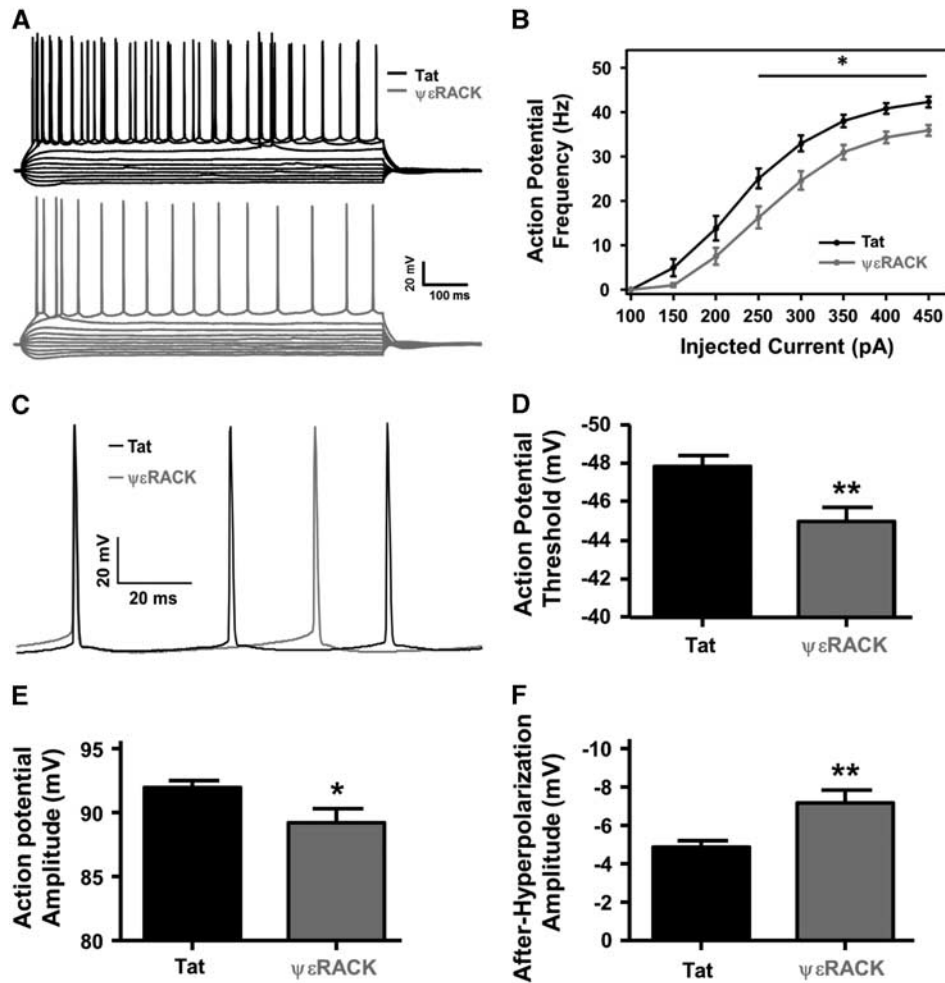 A
Tat
ψεRACK
20 mV
100 ms
B
*
50
40
30
20
10
0
Action Potential
Frequency (Hz)
Tat
ψεRACK
100 150 200 250 300 350 400 450
Injected Current (pA)
C
Tat
ψεRACK
20 mV
20 ms
D
-50
-48
-46
-44
-42
-40
Action Potential
Threshold (mV)
**
Tat
ψεRACK
E
95
90
85
80
Action potential
Amplitude (mV)
*
Tat
ψεRACK
F
-10
-8
-6
-4
-2
0
After-Hyperpolarization
Amplitude (mV)
**
Tat
ψεRACK